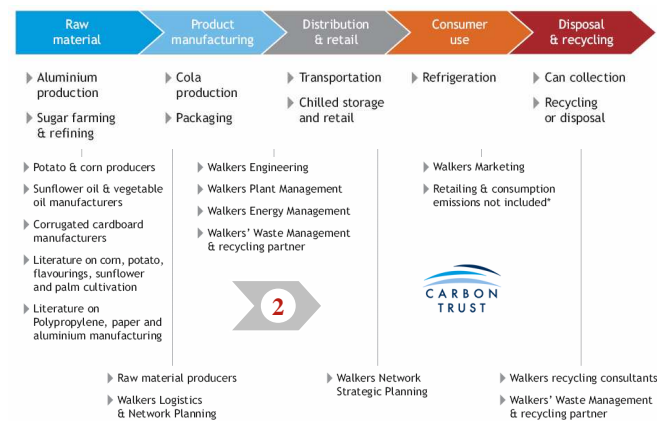 Raw
material
Product
manufacturing
Distribution
& retail
Consumer
use
Disposal
& recycling
Aluminium
production
Sugar farming
& refining
Cola
production
Packaging
Transportation
Chilled storage
and retail
Refrigeration
Can collection
Recycling
or disposal
Potato & corn producers
Sunflower oil & vegetable
oil manufacturers
Corrugated cardboard
manufacturers
Literature on corn, potato,
flavourings, sunflower
and palm cultivation
Literature on
Polypropylene, paper and
aluminium manufacturing
Walkers Engineering
Walkers Plant Management
Walkers Energy Management
Walkers' Waste Management
& recycling partner
Walkers Marketing
Retailing & consumption
emissions not included*
2
CARBON
TRUST
Raw material producers
Walkers Logistics
& Network Planning
Walkers Network
Strategic Planning
Walkers recycling consultants
Walkers' Waste Management
& recycling partner